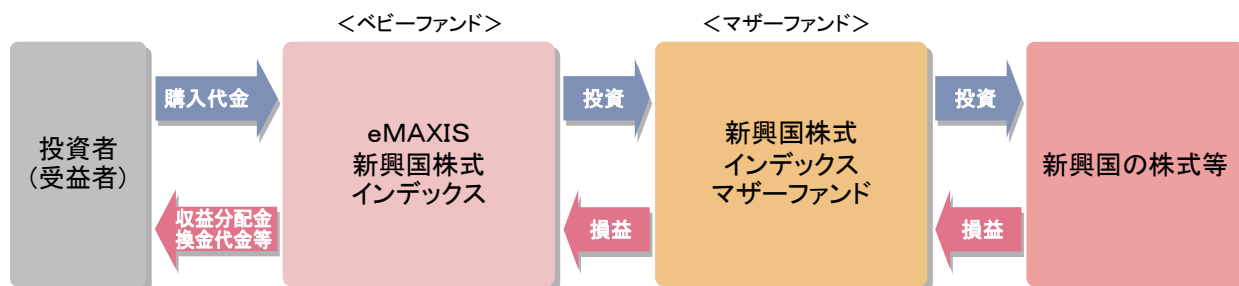 ＜ベビーファンド＞
＜マザーファンド＞
投資者
（受益者）
購入代金
収益分配金
換金代金等
eMAXIS
新興国株式
インデックス
投資
損益
新興国株式
インデックス
マザーファンド
投資
損益
新興国の株式等